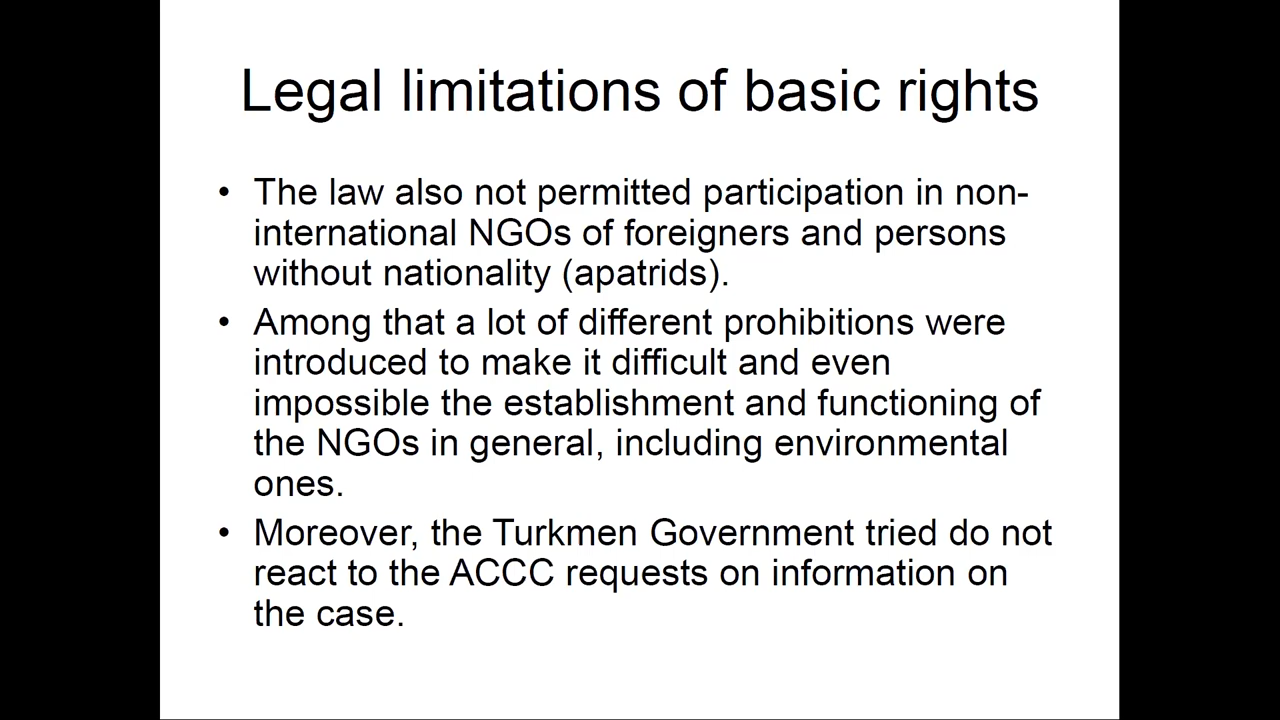 Legal limitations of basic rights
• The law also not permitted participation in non-
international NGOs of foreigners and persons
without nationality (apatrids).
• Among that a lot of different prohibitions were
introduced to make it difficult and even
impossible the establishment and functioning of
the NGOs in general, including environmental
ones.
• Moreover, the Turkmen Government tried do not
react to the ACCC requests on information on
the case.